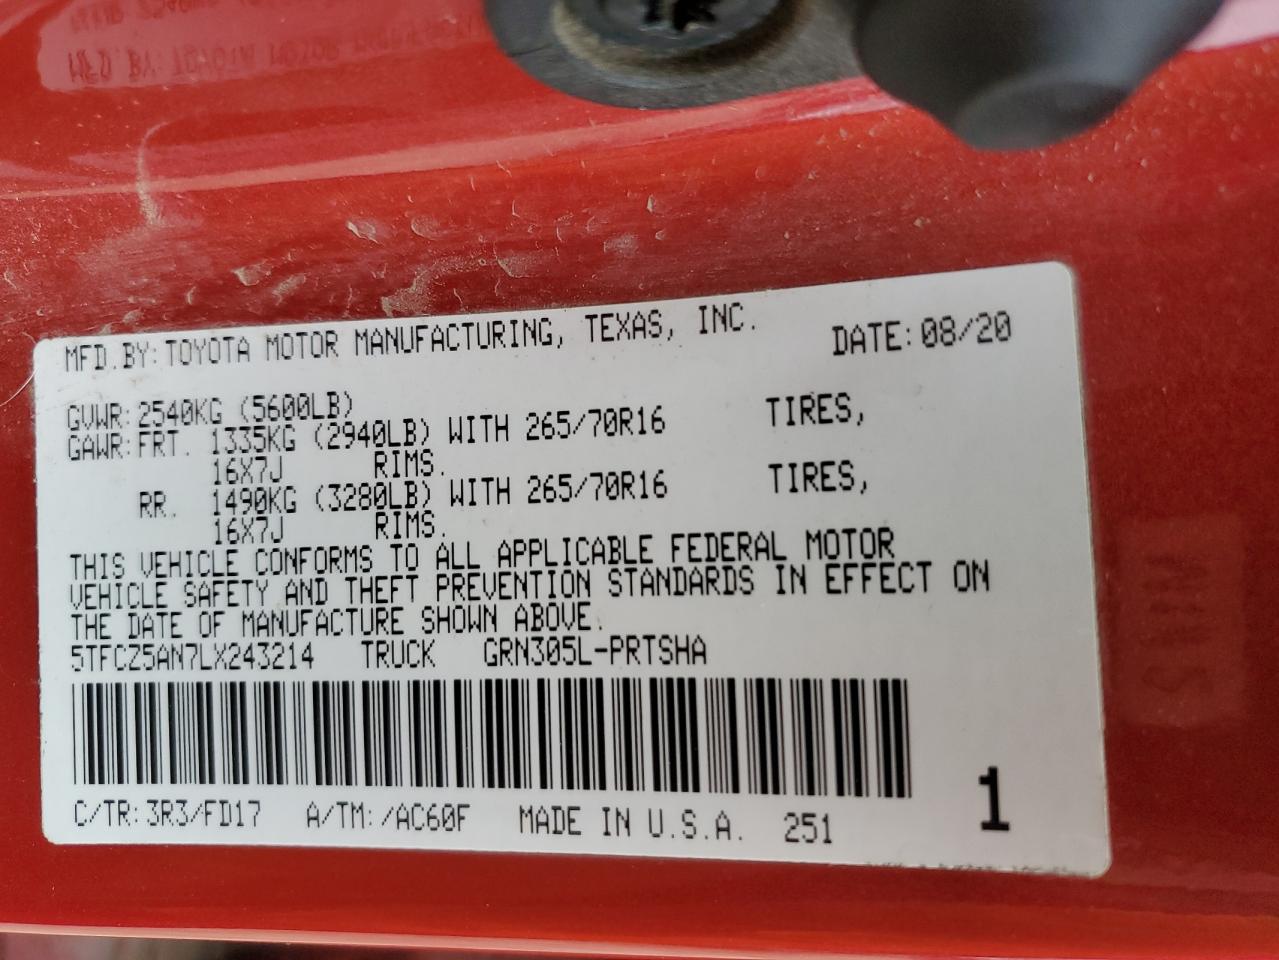 MFD.BY:TOYOTA MOTOR MANUFACTURING, TEXAS, INC. DATE:08/20
GVWR:2540KG (5600LB)
GAWR:FRT. 1335KG (2940LB) WITH 265/70R16 TIRES,
16X7J RIMS.
RR. 1490KG (3280LB) WITH 265/70R16 TIRES,
16X7J RIMS.
THIS VEHICLE CONFORMS TO ALL APPLICABLE FEDERAL MOTOR
VEHICLE SAFETY AND THEFT PREVENTION STANDARDS IN EFFECT ON
THE DATE OF MANUFACTURE SHOWN ABOVE.
5TFCZ5AN7LX243214 TRUCK GRN305L-PRTSHA
C/TR:3R3/FD17 A/TM:/AC60F MADE IN U.S.A. 251
1